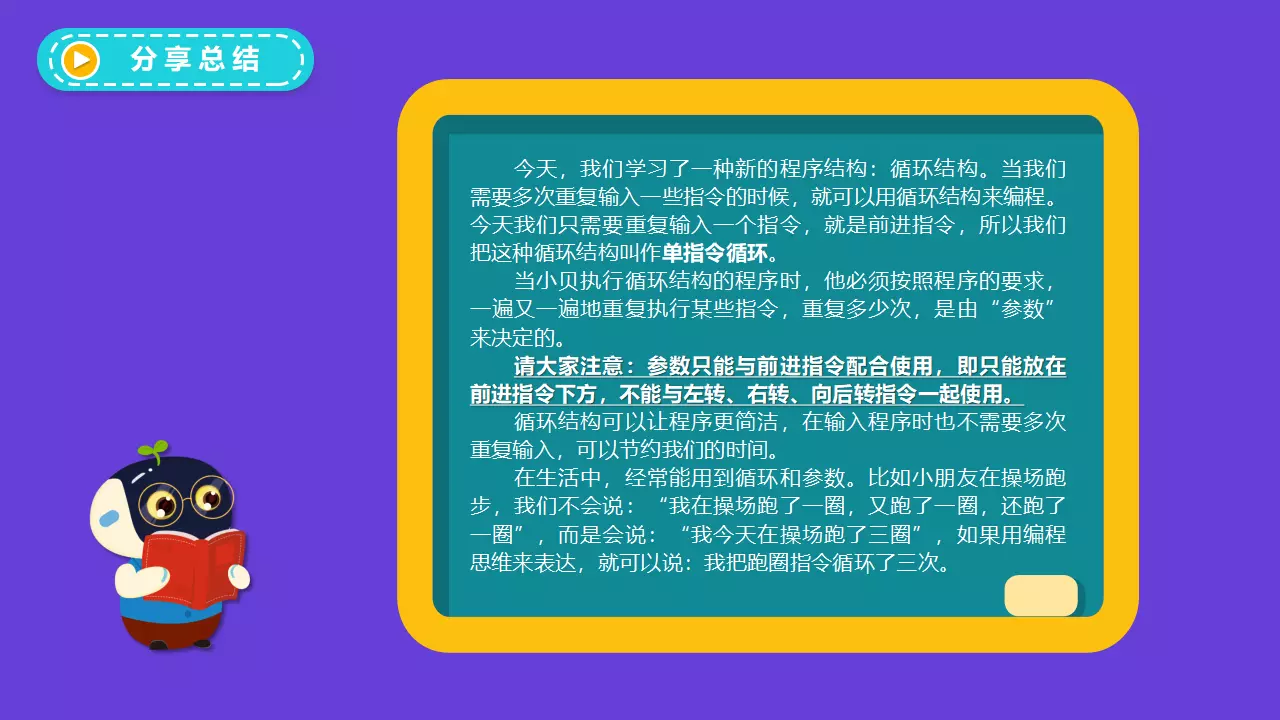 分享总结
今天，我们学习了一种新的程序结构：循环结构。当我们
需要多次重复输入一些指令的时候，就可以用循环结构来编程。
今天我们只需要重复输入一个指令，就是前进指令，所以我们
把这种循环结构叫作单指令循环。
当小贝执行循环结构的程序时，他必须按照程序的要求，
一遍又一遍地重复执行某些指令，重复多少次，是由“参数”
来决定的。
请大家注意：参数只能与前进指令配合使用，即只能放在
前进指令下方，不能与左转、右转、向后转指令一起使用。
循环结构可以让程序更简洁，在输入程序时也不需要多次
重复输入，可以节约我们的时间。
在生活中，经常能用到循环和参数。比如小朋友在操场跑
步，我们不会说：“我在操场跑了一圈，又跑了一圈，还跑了
一圈”，而是会说：“我今天在操场跑了三圈”，如果用编程
思维来表达，就可以说：我把跑圈指令循环了三次。